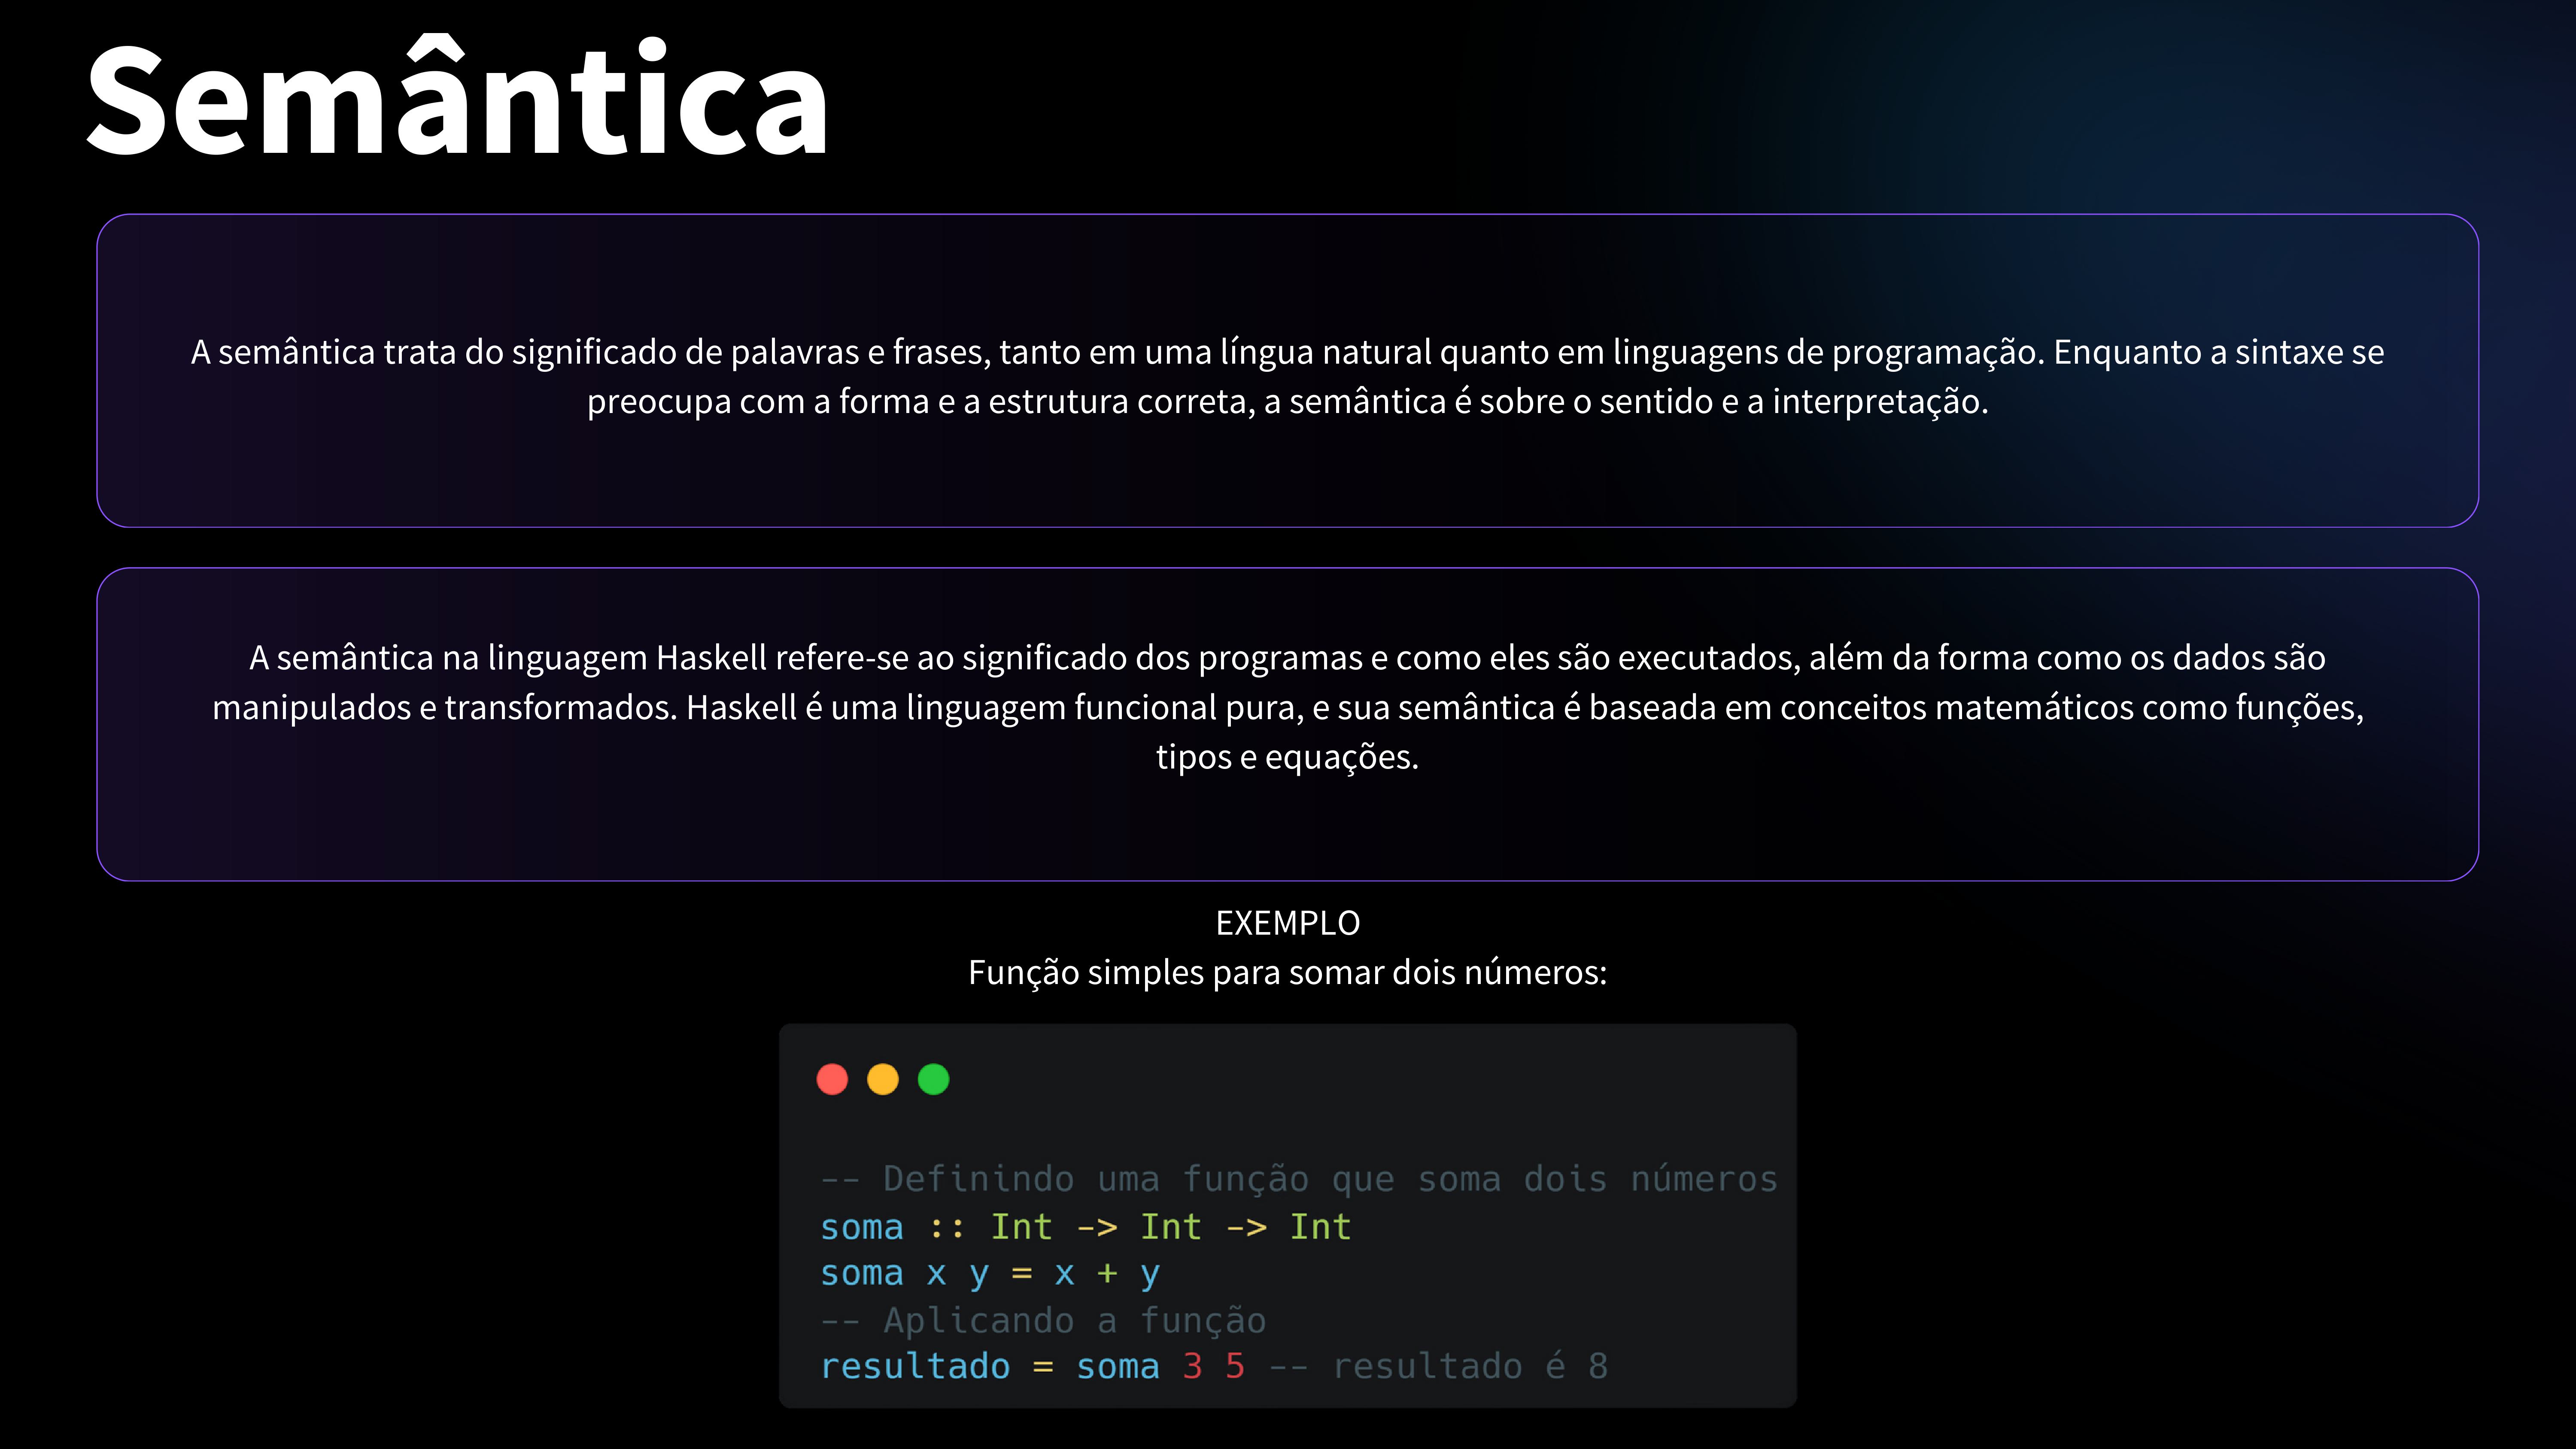 Semântica
A semântica trata do significado de palavras e frases, tanto em uma língua natural quanto em linguagens de programação. Enquanto a sintaxe se
preocupa com a forma e a estrutura correta, a semântica é sobre o sentido e a interpretação.
A semântica na linguagem Haskell refere-se ao significado dos programas e como eles são executados, além da forma como os dados são
manipulados e transformados. Haskell é uma linguagem funcional pura, e sua semântica é baseada em conceitos matemáticos como funções,
tipos e equações.
EXEMPLO
Função simples para somar dois números:
-- Definindo uma função que soma dois números
soma :: Int -> Int -> Int
soma x y = x + y
-- Aplicando a função
resultado = soma 3 5 -- resultado é 8